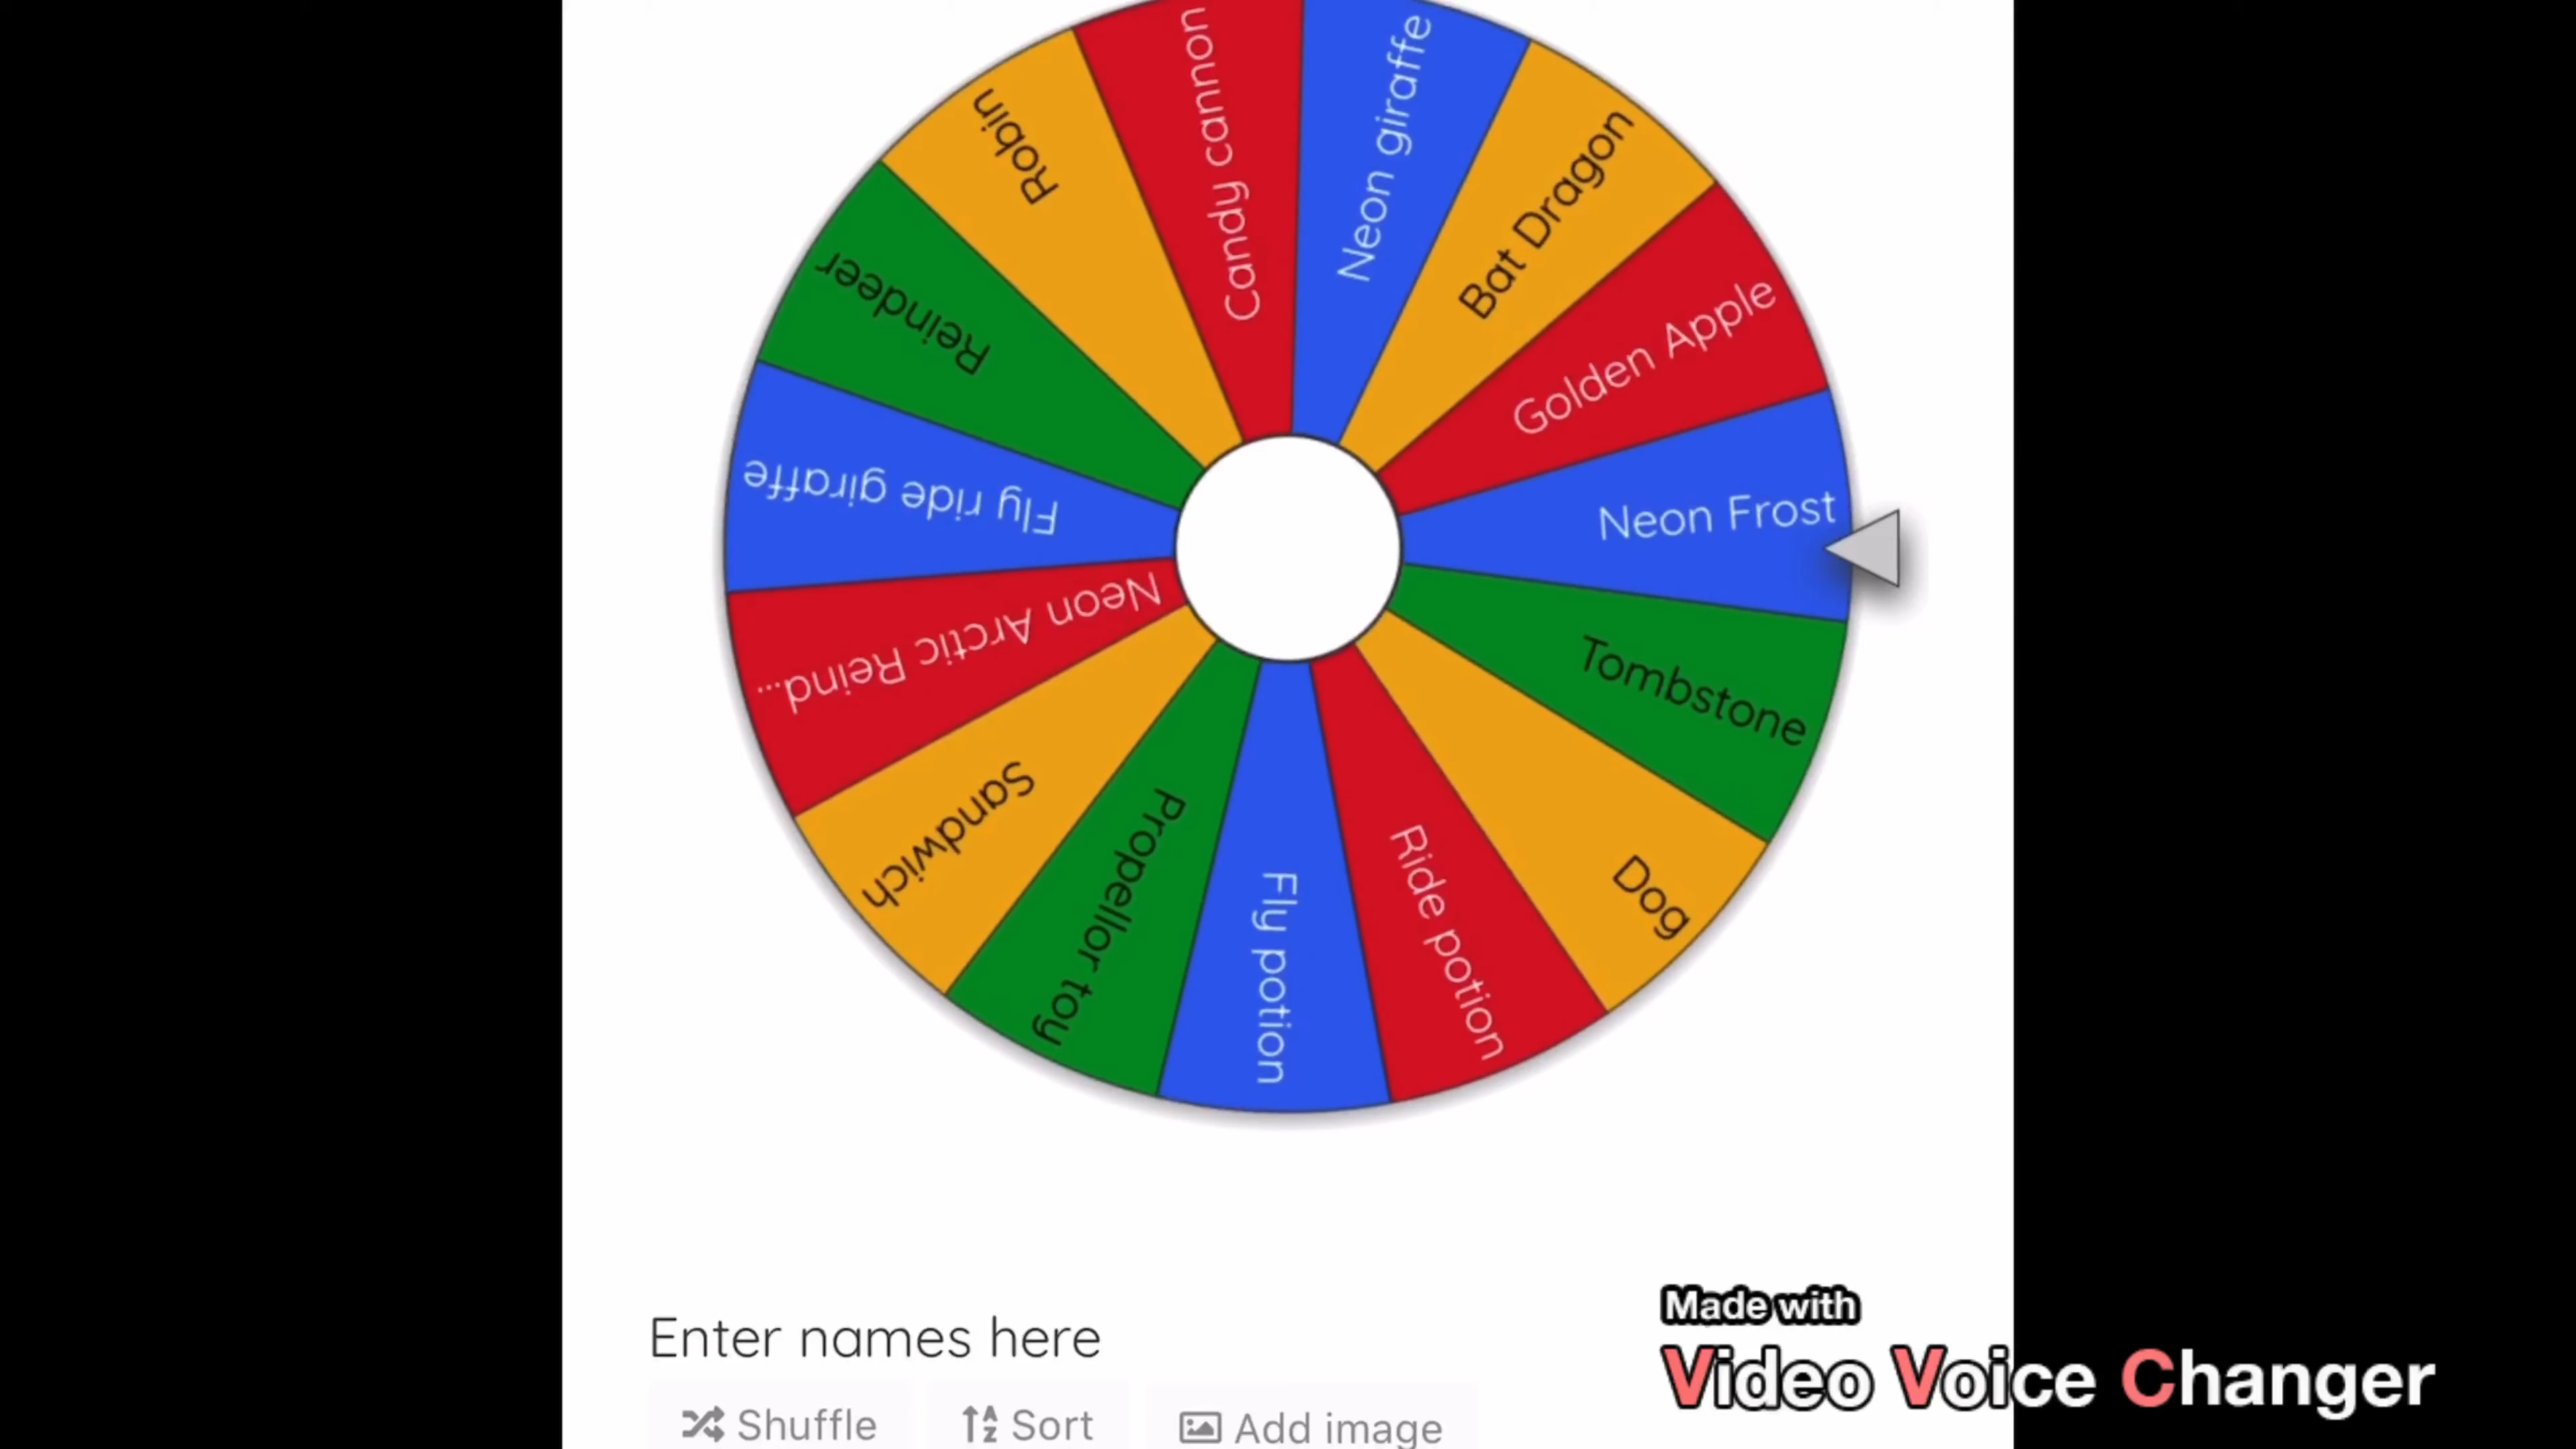 Candy cannon
Neon giraffe
Bat Dragon
Golden Apple
Neon Frost
Tombstone
Dog
Ride potion
Fly potion
Propellor toy
Sandwich
Neon Arctic Reind...
Fly ride giraffe
Reindeer
Robin
Enter names here
Shuffle
Sort
Add image
Made with
Video Voice Changer